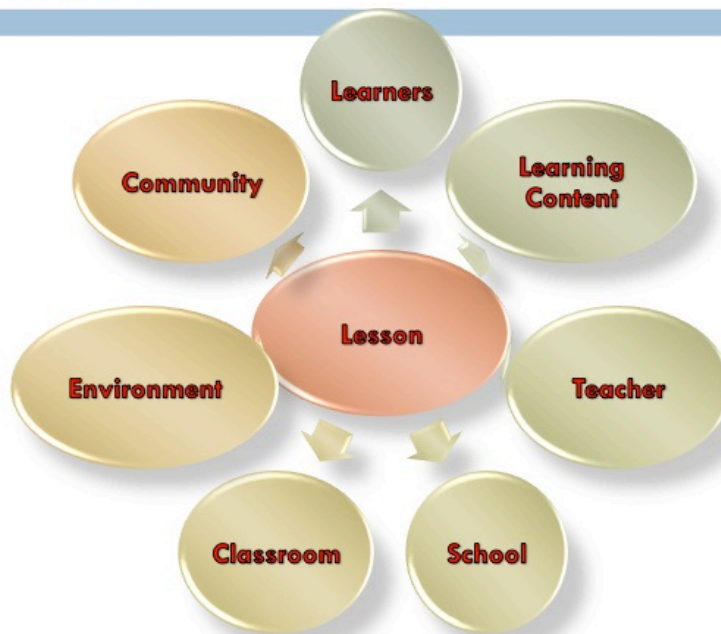 Learners
Community
Learning
Content
Lesson
Environment
Teacher
Classroom
School